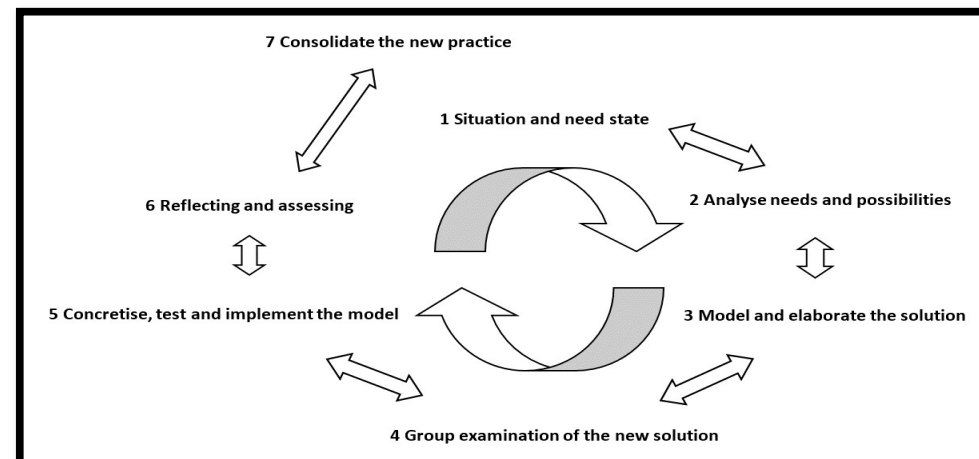 7 Consolidate the new practice
1 Situation and need state
2 Analyse needs and possibilities
6 Reflecting and assessing
5 Concretise, test and implement the model
3 Model and elaborate the solution
4 Group examination of the new solution